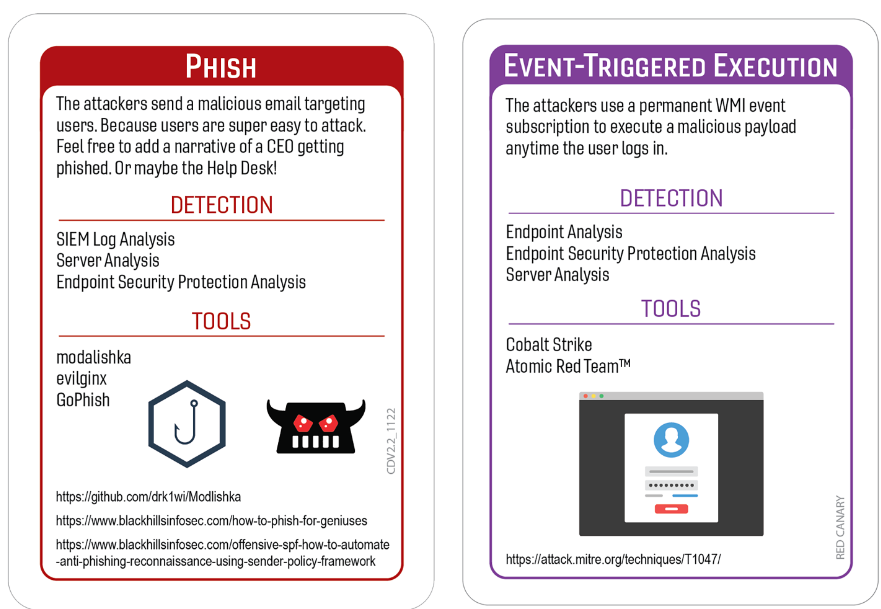 PHISH
The attackers send a malicious email targeting
users. Because users are super easy to attack.
Feel free to add a narrative of a CEO getting
phished. Or maybe the Help Desk!
DETECTION
SIEM Log Analysis
Server Analysis
Endpoint Security Protection Analysis
TOOLS
modalishka
evilginx
GoPhish
CDV2.2_1122
https://github.com/drk1wi/Modlishka
https://www.blackhillsinfosec.com/how-to-phish-for-geniuses
https://www.blackhillsinfosec.com/offensive-spf-how-to-automate
-anti-phishing-reconnaissance-using-sender-policy-framework
EVENT-TRIGGERED EXECUTION
The attackers use a permanent WMI event
subscription to execute a malicious payload
anytime the user logs in.
DETECTION
Endpoint Analysis
Endpoint Security Protection Analysis
Server Analysis
TOOLS
Cobalt Strike
Atomic Red Team™
RED CANARY
https://attack.mitre.org/techniques/T1047/